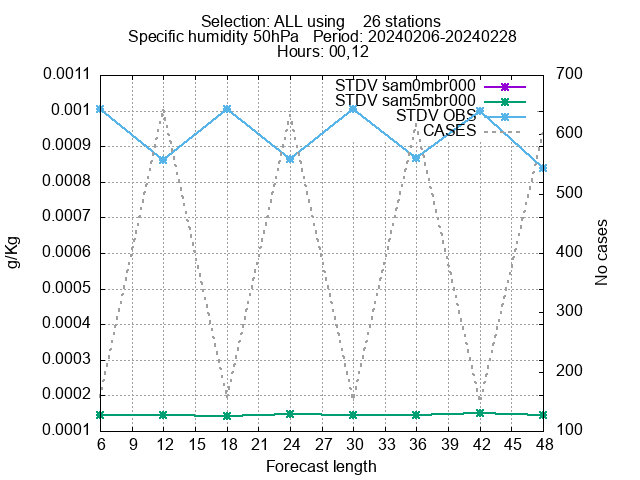 Selection: ALL using    26 stations
Specific humidity 50hPa   Period: 20240206-20240228
Hours: 00,12
0.0011
0.001
0.0009
0.0008
0.0007
0.0006
0.0005
0.0004
0.0003
0.0002
0.0001
g/Kg
STDV sam0mbr000
STDV sam5mbr000
STDV OBS
CASES
700
600
500
400
300
200
100
No cases
6 12 15 18 21 24 27 30 33 36 39 42 45 48
Forecast length